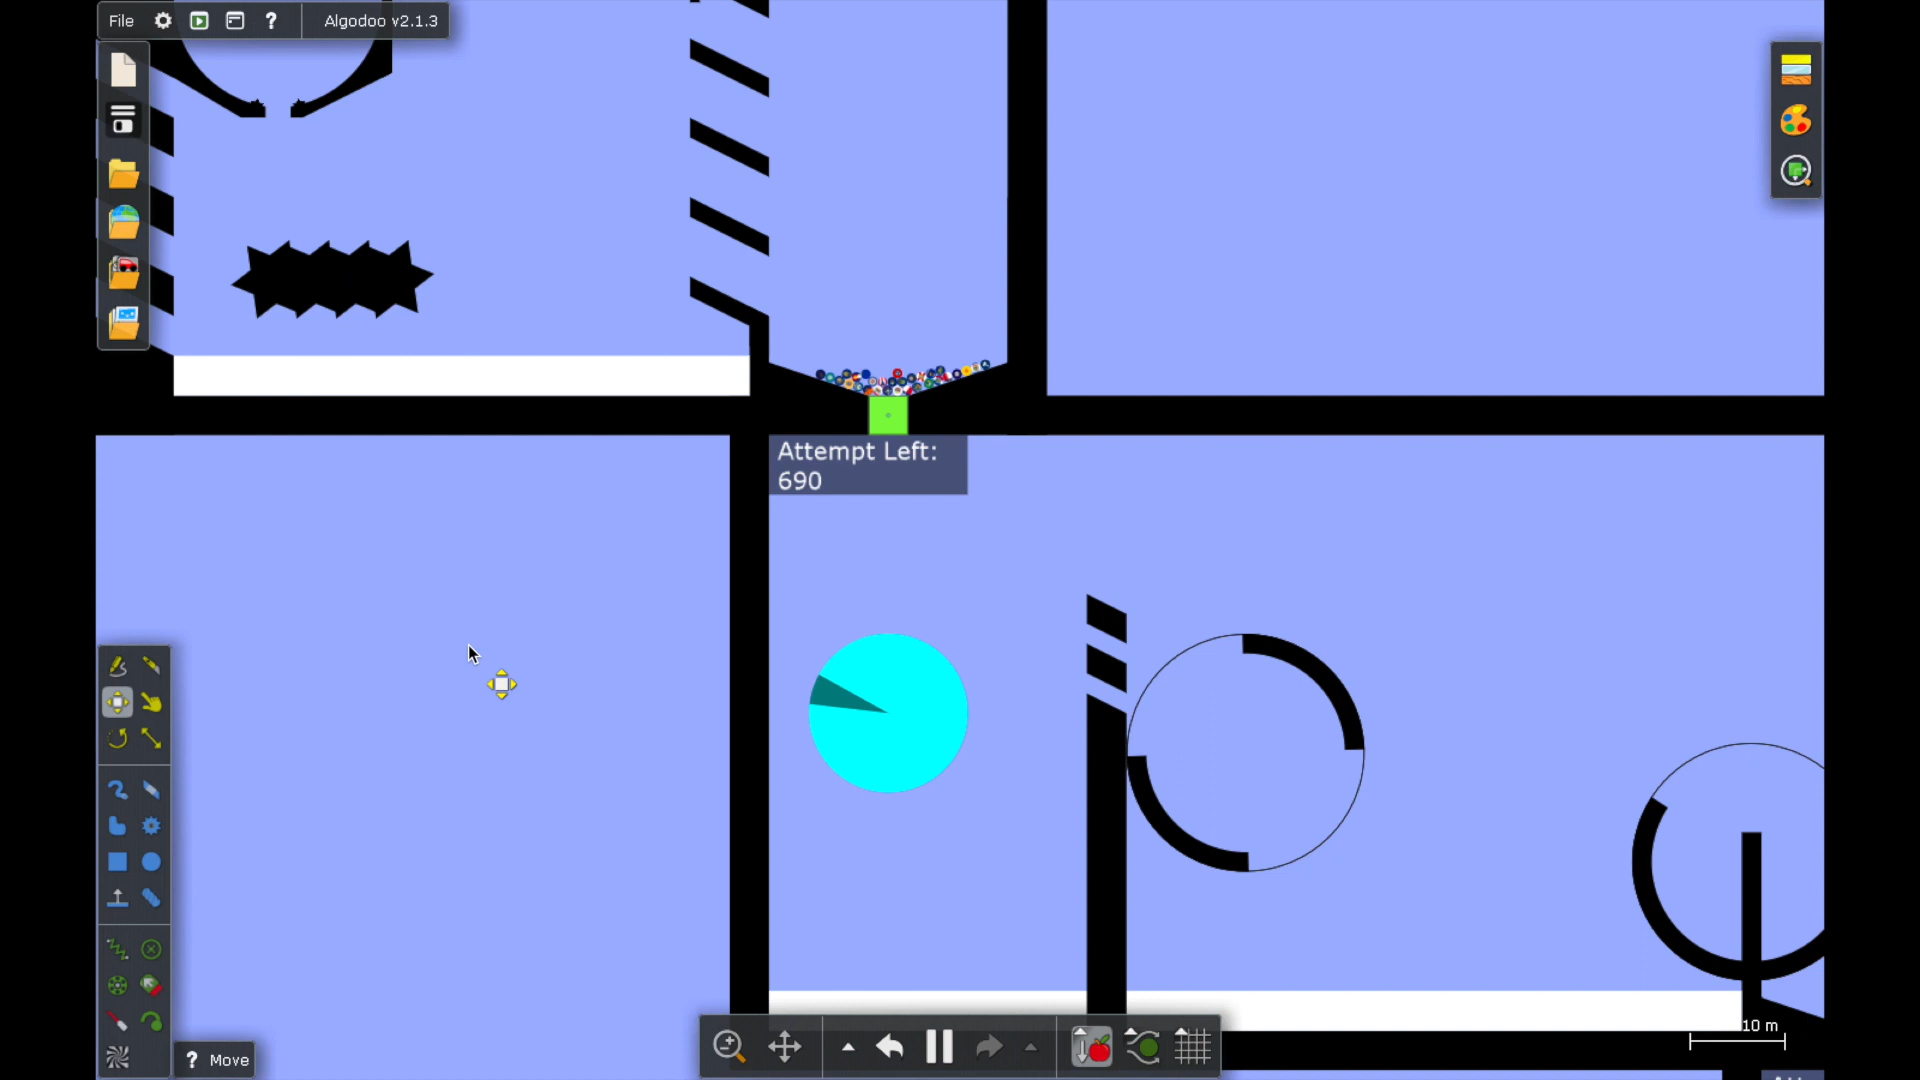 File
Algodoo v2.1.3
Attempt Left:
690
10 m
? Move